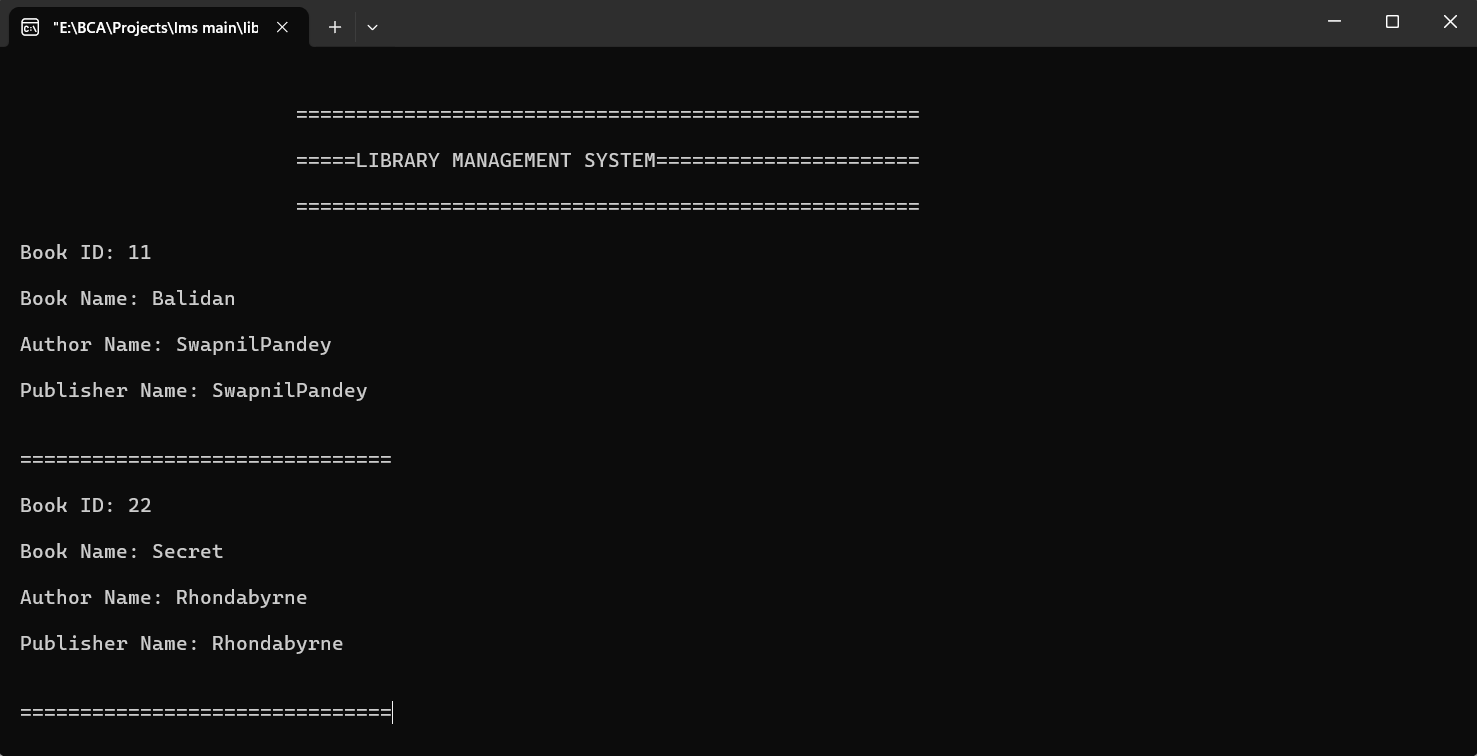 "E:\BCA\Projects\lms main\lib
====================================================
=====LIBRARY MANAGEMENT SYSTEM======================
====================================================
Book ID: 11
Book Name: Balidan
Author Name: SwapnilPandey
Publisher Name: SwapnilPandey
===============================
Book ID: 22
Book Name: Secret
Author Name: Rhondabyrne
Publisher Name: Rhondabyrne
===============================